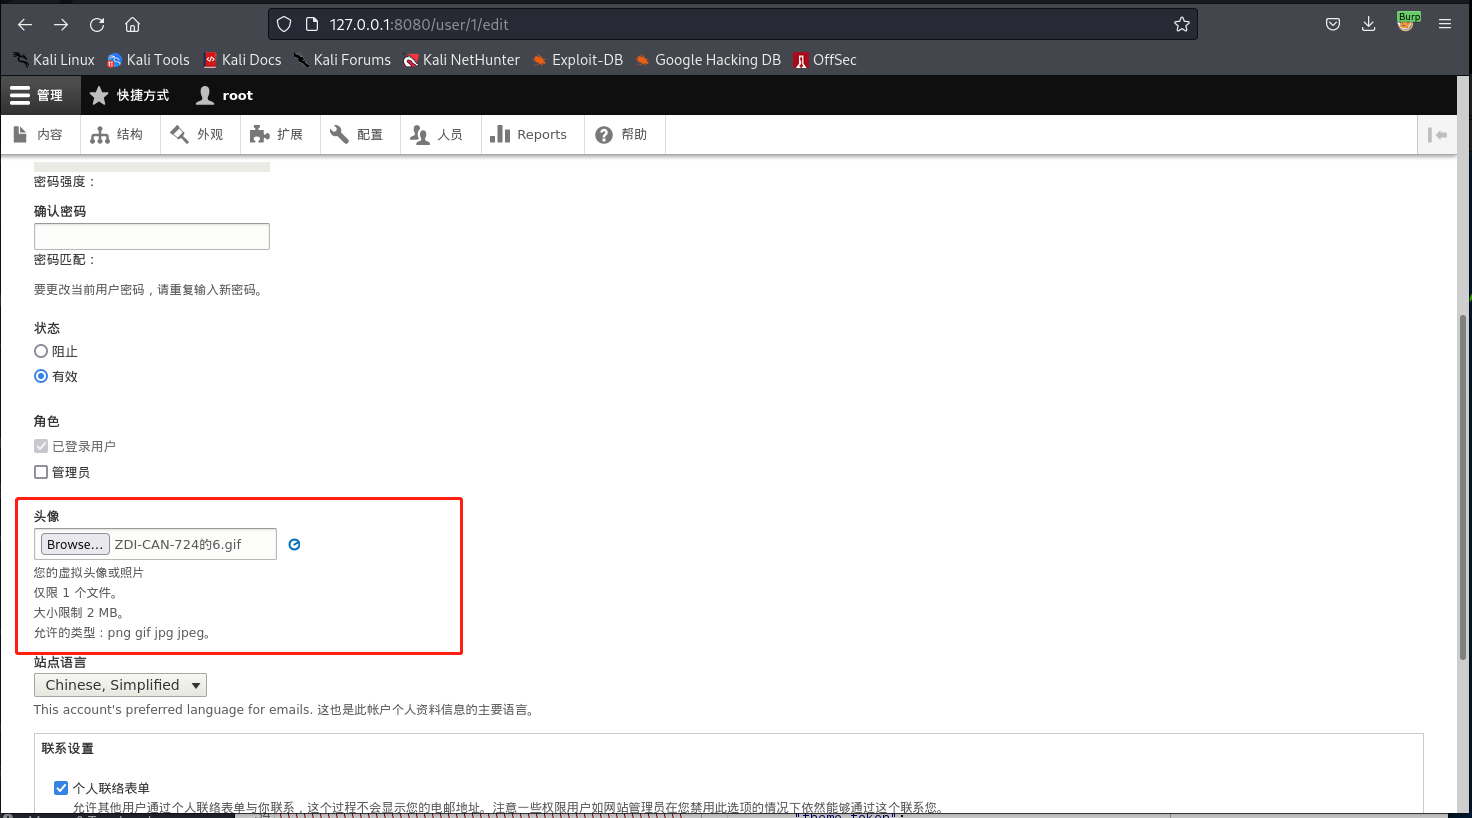 127.0.0.1:8080/user/1/edit
Burp
Kali Linux Kali Tools Kali Docs Kali Forums Kali NetHunter Exploit-DB Google Hacking DB OffSec
管理 快捷方式 root
内容 结构 外观 扩展 配置 人员 Reports 帮助
密码强度：
确认密码
密码匹配：
要更改当前用户密码，请重复输入新密码。
状态
阻止
有效
角色
已登录用户
管理员
头像
Browse... ZDI-CAN-724的6.gif
您的虚拟头像或照片
仅限 1 个文件。
大小限制 2 MB。
允许的类型：png gif jpg jpeg。
站点语言
Chinese, Simplified
This account's preferred language for emails. 这也是此帐户个人资料信息的主要语言。
联系设置
个人联络表单
允许其他用户通过个人联络表单与你联系，这个过程不会显示您的电邮地址。注意一些权限用户如网站管理员在您禁用此选项的情况下依然能够通过这个联系您。